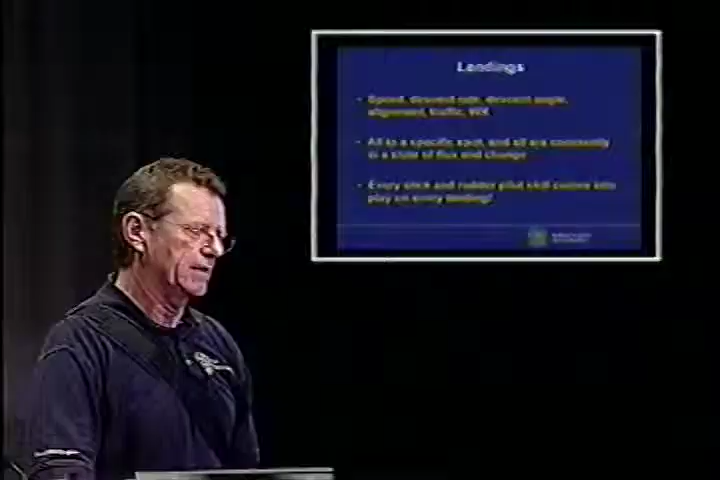 Landings
• Speed, descent rate, descent angle,
alignment, traffic, WX.
• All to a specific spot, and all are constantly
in a state of flux and change
• Every stick and rudder pilot skill comes into
play on every landing!